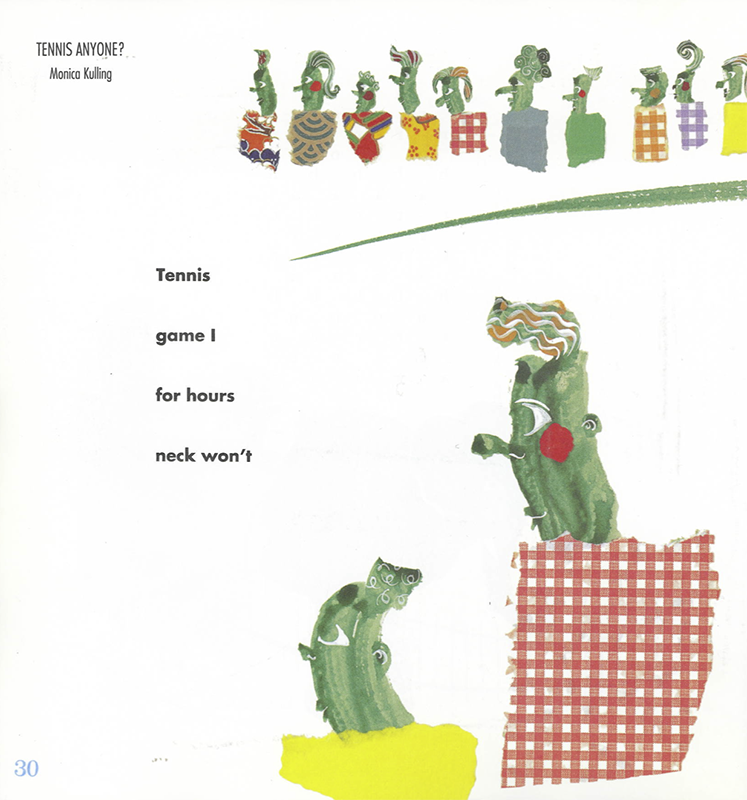 TENNIS ANYONE?
Monica Kulling
Tennis
game I
for hours
neck won't
30